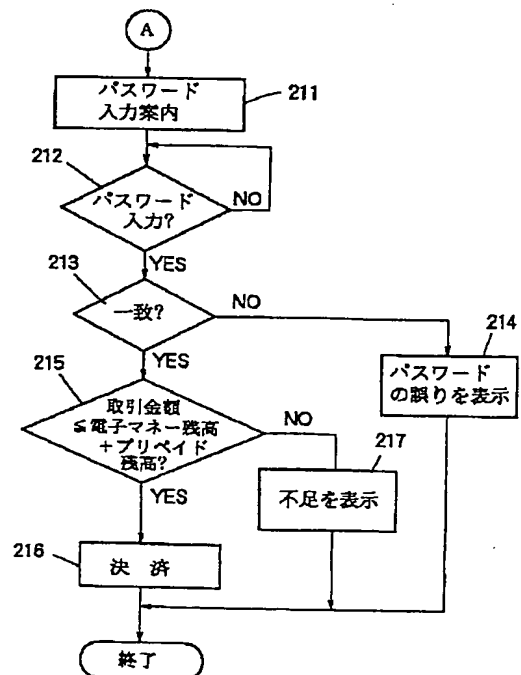 A
パスワード
入力案内
211
212
パスワード
入力?
NO
YES
213
一致?
NO
YES
214
パスワード
の誤りを表示
215
取引金額
≦電子マネー残高
+プリペイド
残高?
NO
YES
217
不足を表示
216
決 済
終了